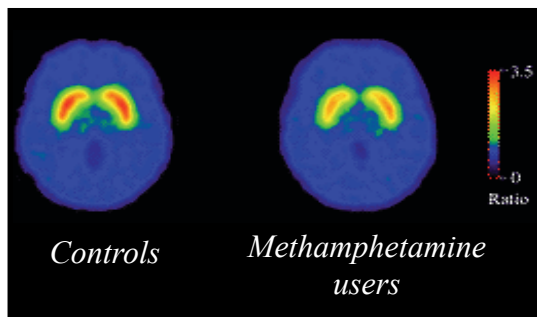 3.5
0
Ratio
Controls
Methamphetamine
users